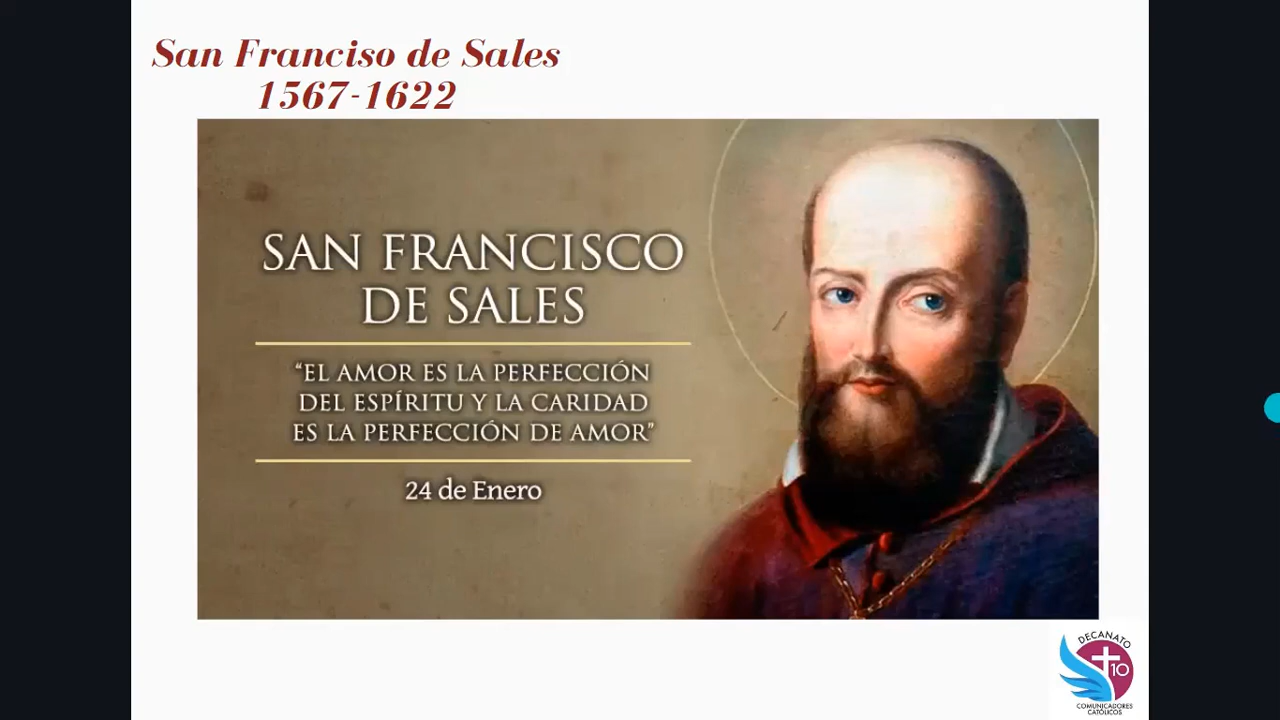 San Franciso de Sales
1567-1622
SAN FRANCISCO
DE SALES
“EL AMOR ES LA PERFECCIÓN
DEL ESPÍRITU Y LA CARIDAD
ES LA PERFECCIÓN DE AMOR”
24 de Enero
DECANATO
10
COMUNICADORES
CATÓLICOS